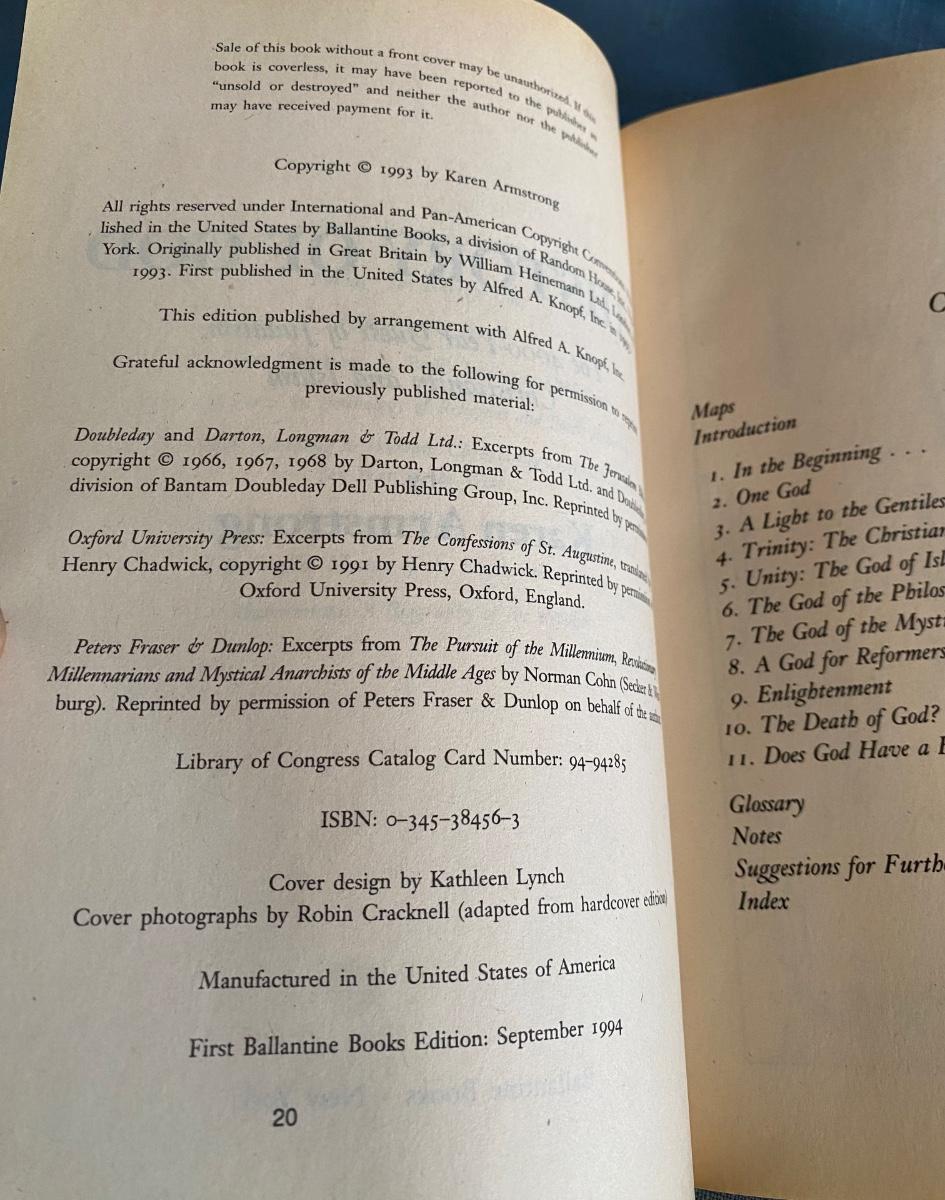 Sale of this book without a front cover may be unauthorized. If this
book is coverless, it may have been reported to the publisher as
“unsold or destroyed” and neither the author nor the publisher
may have received payment for it.
Copyright © 1993 by Karen Armstrong
All rights reserved under International and Pan-American Copyright
lished in the United States by Ballantine Books, a division of Random House,
York. Originally published in Great Britain by William Heinemann Ltd.,
1993. First published in the United States by Alfred A. Knopf, Inc. in
This edition published by arrangement with Alfred A. Knopf, Inc.
Grateful acknowledgment is made to the following for permission to
previously published material:
Doubleday and Darton, Longman & Todd Ltd.: Excerpts from The Jerusalem
copyright © 1966, 1967, 1968 by Darton, Longman & Todd Ltd. and
division of Bantam Doubleday Dell Publishing Group, Inc. Reprinted by
Oxford University Press: Excerpts from The Confessions of St. Augustine,
Henry Chadwick, copyright © 1991 by Henry Chadwick. Reprinted by permission
Oxford University Press, Oxford, England.
Peters Fraser & Dunlop: Excerpts from The Pursuit of the Millennium,
Millennarians and Mystical Anarchists of the Middle Ages by Norman Cohn (Secker &
burg). Reprinted by permission of Peters Fraser & Dunlop on behalf of the
Library of Congress Catalog Card Number: 94-94285
ISBN: 0-345-38456-3
Cover design by Kathleen Lynch
Cover photographs by Robin Cracknell (adapted from hardcover edition)
Manufactured in the United States of America
First Ballantine Books Edition: September 1994
20
C
Maps
Introduction
1. In the Beginning . . .
2. One God
3. A Light to the Gentiles
4. Trinity: The Christian
5. Unity: The God of Isl
6. The God of the Philos
7. The God of the Myst
8. A God for Reformers
9. Enlightenment
10. The Death of God?
11. Does God Have a
Glossary
Notes
Suggestions for Furth
Index